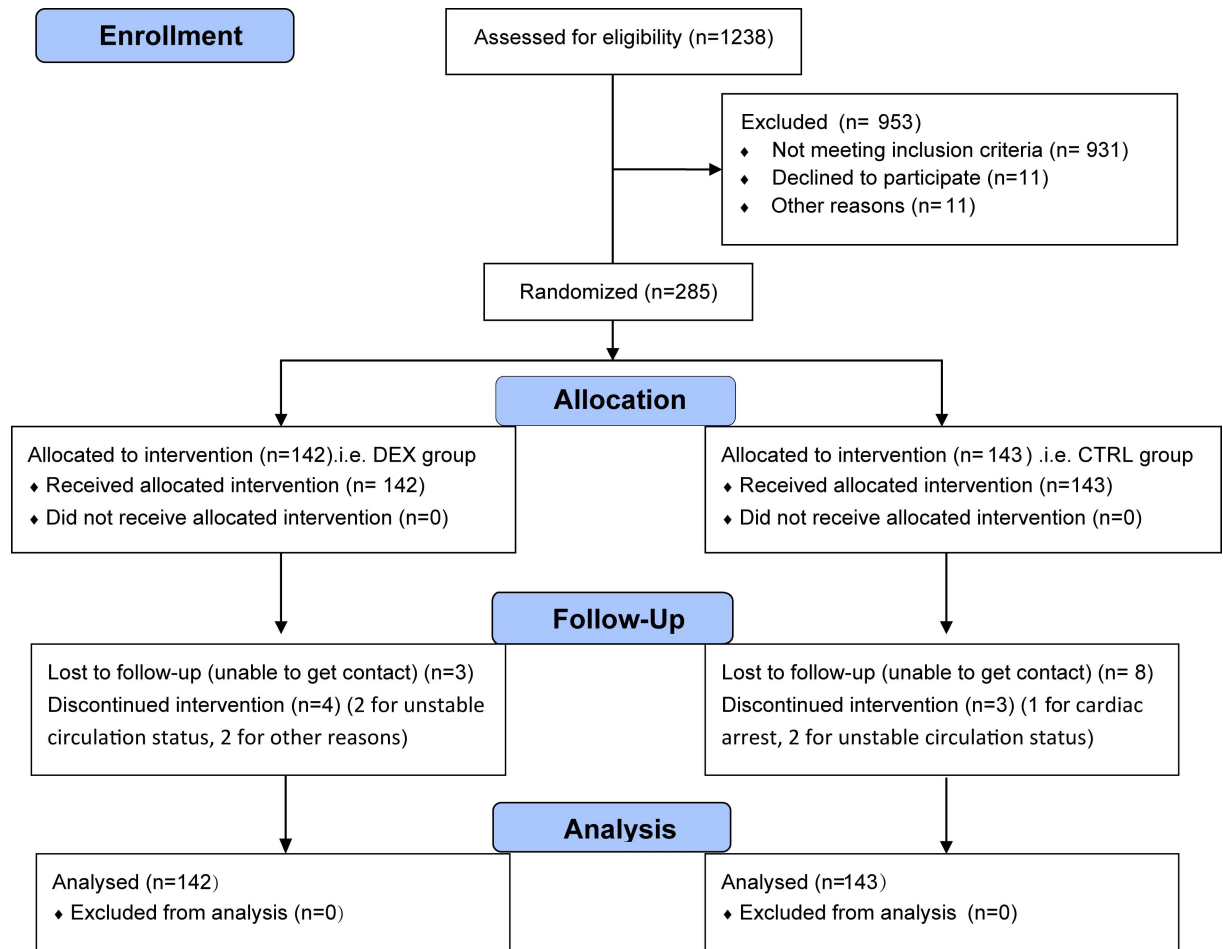 Enrollment
Assessed for eligibility (n=1238)
Excluded (n= 953)
♦ Not meeting inclusion criteria (n= 931)
♦ Declined to participate (n=11)
♦ Other reasons (n=11)
Randomized (n=285)
Allocation
Allocated to intervention (n=142).i.e. DEX group
♦ Received allocated intervention (n= 142)
♦ Did not receive allocated intervention (n=0)
Allocated to intervention (n=143) .i.e. CTRL group
♦ Received allocated intervention (n=143)
♦ Did not receive allocated intervention (n=0)
Follow-Up
Lost to follow-up (unable to get contact) (n=3)
Discontinued intervention (n=4) (2 for unstable
circulation status, 2 for other reasons)
Lost to follow-up (unable to get contact) (n= 8)
Discontinued intervention (n=3) (1 for cardiac
arrest, 2 for unstable circulation status)
Analysis
Analysed (n=142)
♦ Excluded from analysis (n=0)
Analysed (n=143)
♦ Excluded from analysis (n=0)